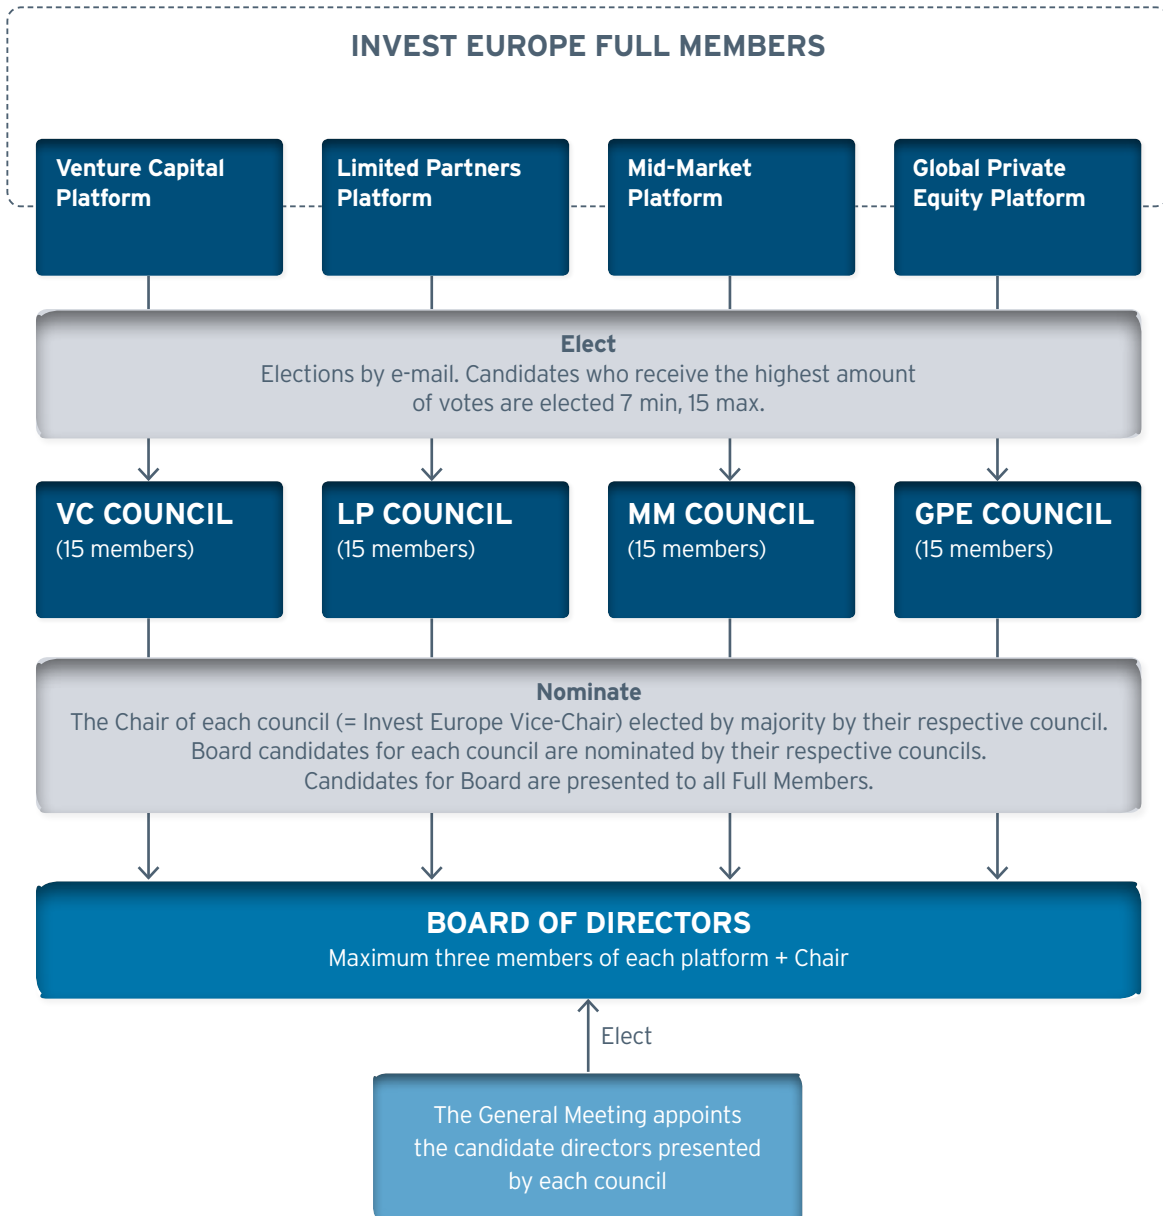 INVEST EUROPE FULL MEMBERS
Venture Capital
Platform
Limited Partners
Platform
Mid-Market
Platform
Global Private
Equity Platform
Elect
Elections by e-mail. Candidates who receive the highest amount
of votes are elected 7 min, 15 max.
VC COUNCIL
(15 members)
LP COUNCIL
(15 members)
MM COUNCIL
(15 members)
GPE COUNCIL
(15 members)
Nominate
The Chair of each council (= Invest Europe Vice-Chair) elected by majority by their respective council.
Board candidates for each council are nominated by their respective councils.
Candidates for Board are presented to all Full Members.
BOARD OF DIRECTORS
Maximum three members of each platform + Chair
Elect
The General Meeting appoints
the candidate directors presented
by each council